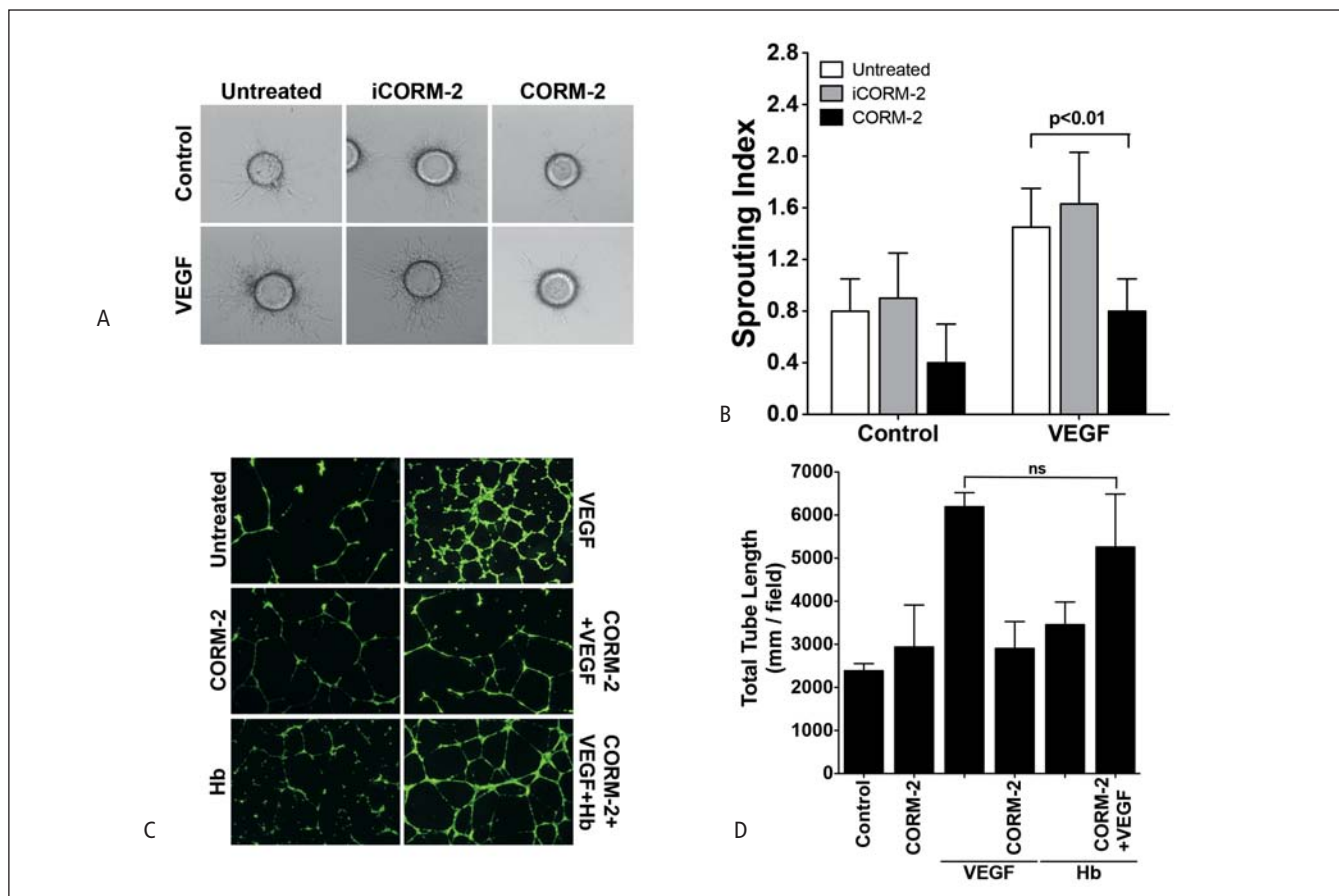 Untreated iCORM-2 CORM-2
Control
VEGF
A
Untreated
iCORM-2
CORM-2
p<0.01
Sprouting Index
2.8
2.4
2.0
1.6
1.2
0.8
0.4
0.0
Control VEGF
B
Untreated
VEGF
CORM-2
CORM-2
+VEGF
Hb
CORM-2+
VEGF+Hb
C
ns
Total Tube Length
(mm / field)
7000
6000
5000
4000
3000
2000
1000
0
Control
CORM-2
CORM-2
CORM-2
+VEGF
VEGF Hb
D